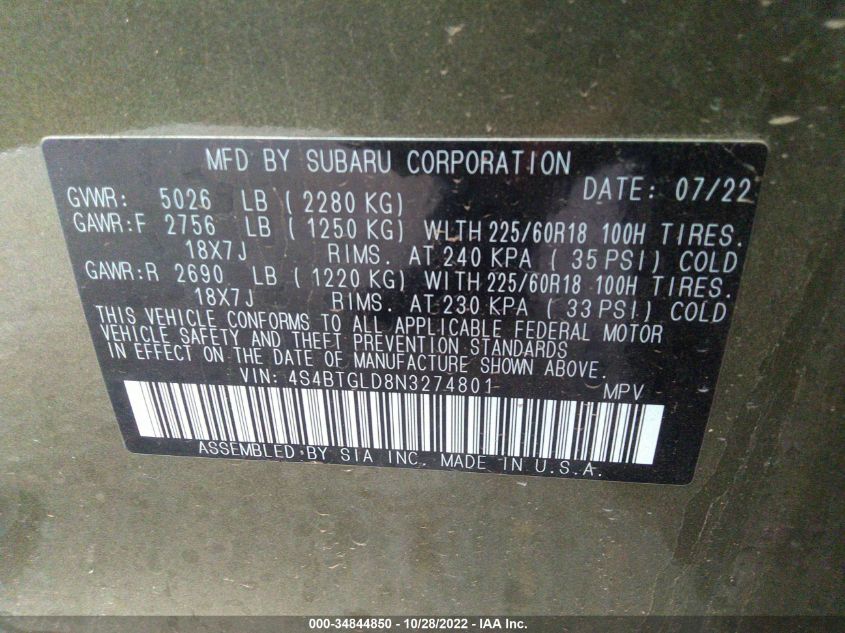 MFD BY SUBARU CORPORATION
DATE: 07/22
GVWR: 5026 LB ( 2280 KG)
GAWR:F 2756 LB ( 1250 KG) WLTH 225/60R18 100H TIRES.
18X7J RIMS. AT 240 KPA ( 35 PSI) COLD
GAWR:R 2690 LB ( 1220 KG) WITH 225/60R18 100H TIRES.
18X7J RIMS. AT 230 KPA ( 33 PSI) COLD
THIS VEHICLE CONFORMS TO ALL APPLICABLE FEDERAL MOTOR
VEHICLE SAFETY AND THEFT PREVENTION STANDARDS
IN EFFECT ON THE DATE OF MANUFACTURE SHOWN ABOVE.
VIN: 4S4BTGLD8N3274801 MPV
ASSEMBLED BY SIA INC. MADE IN U.S.A.
000-34844850 - 10/28/2022 - IAA Inc.